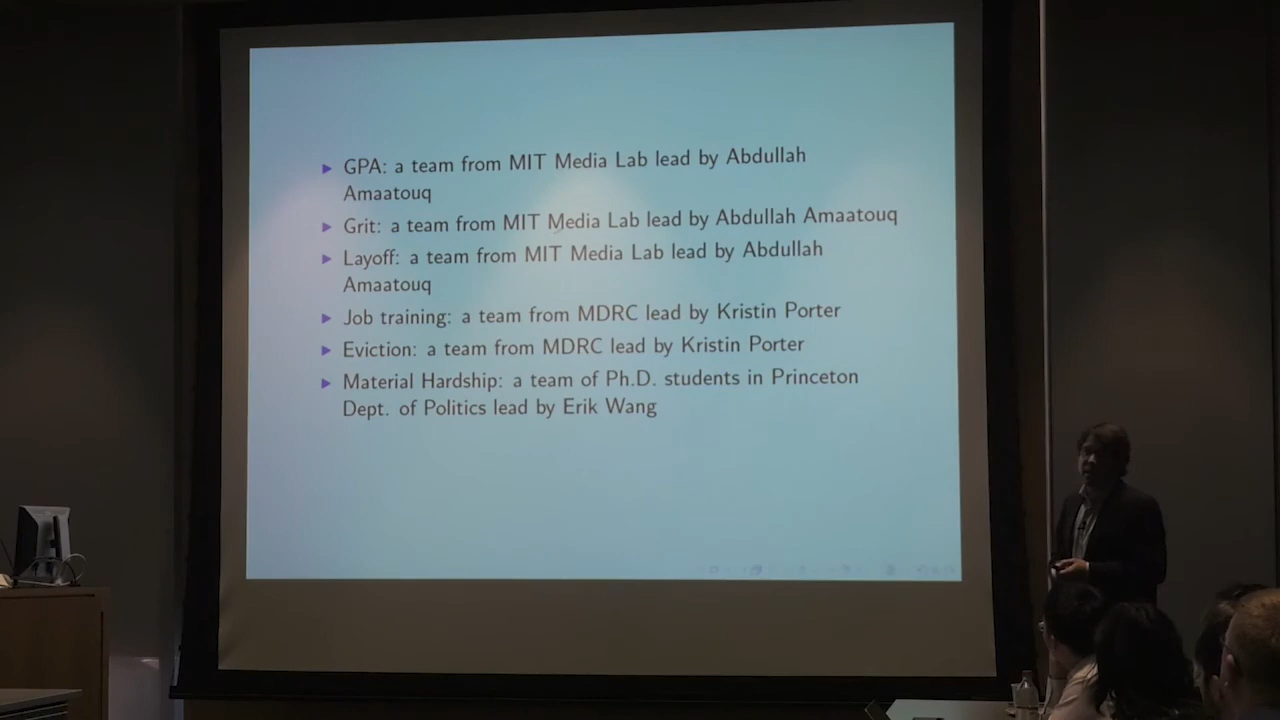 GPA: a team from MIT Media Lab lead by Abdullah
Amaatouq
Grit: a team from MIT Media Lab lead by Abdullah Amaatouq
Layoff: a team from MIT Media Lab lead by Abdullah
Amaatouq
Job training: a team from MDRC lead by Kristin Porter
Eviction: a team from MDRC lead by Kristin Porter
Material Hardship: a team of Ph.D. students in Princeton
Dept. of Politics lead by Erik Wang